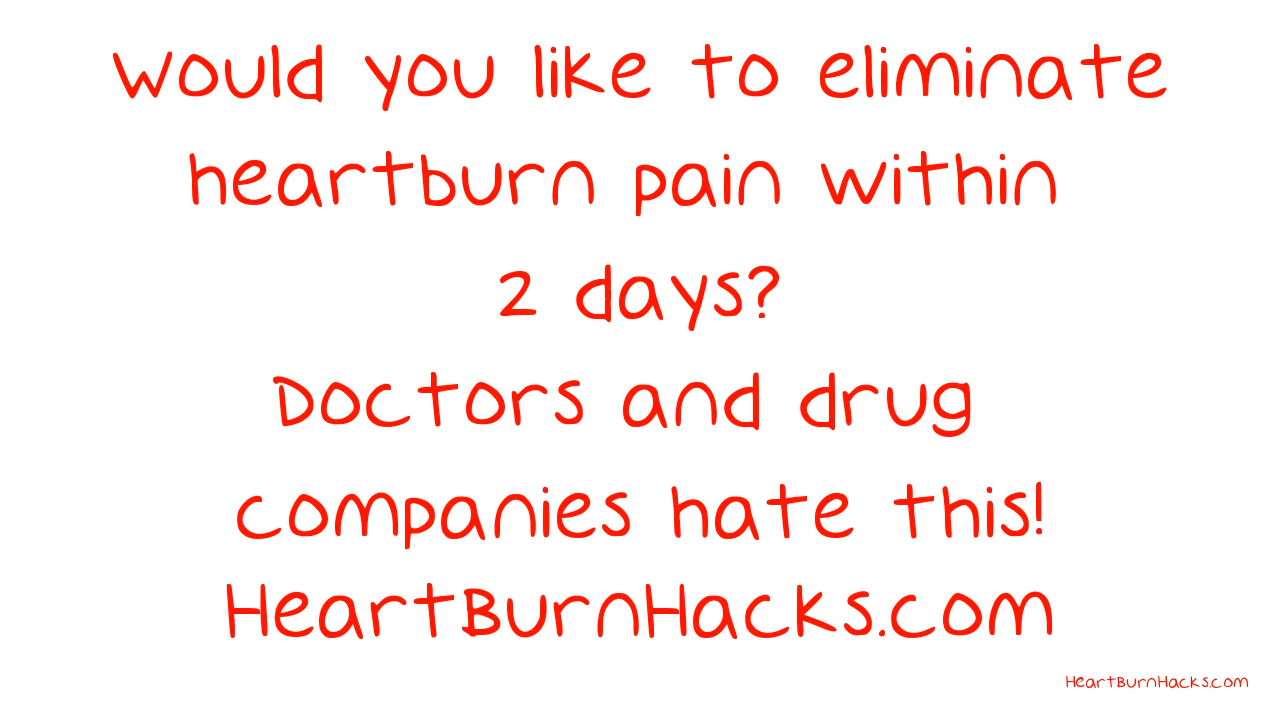 Would you like to eliminate
heartburn pain within
2 days?
Doctors and drug
companies hate this!
HeartBurnHacks.com
HeartBurnHacks.com